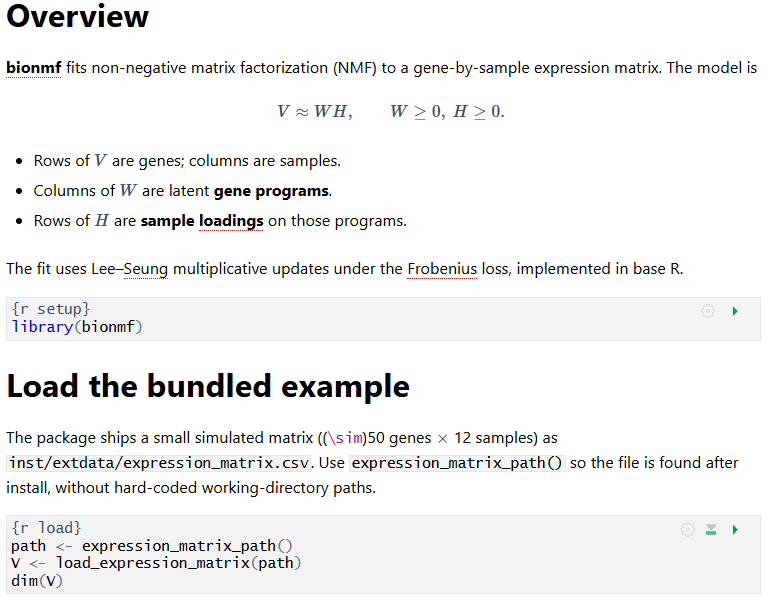 Overview
bionmf fits non-negative matrix factorization (NMF) to a gene-by-sample expression matrix. The model is
V ≈ WH,    W ≥ 0, H ≥ 0.
• Rows of V are genes; columns are samples.
• Columns of W are latent gene programs.
• Rows of H are sample loadings on those programs.
The fit uses Lee–Seung multiplicative updates under the Frobenius loss, implemented in base R.
{r setup}
library(bionmf)
Load the bundled example
The package ships a small simulated matrix ((\sim)50 genes × 12 samples) as
inst/extdata/expression_matrix.csv. Use expression_matrix_path() so the file is found after
install, without hard-coded working-directory paths.
{r load}
path <- expression_matrix_path()
V <- load_expression_matrix(path)
dim(V)